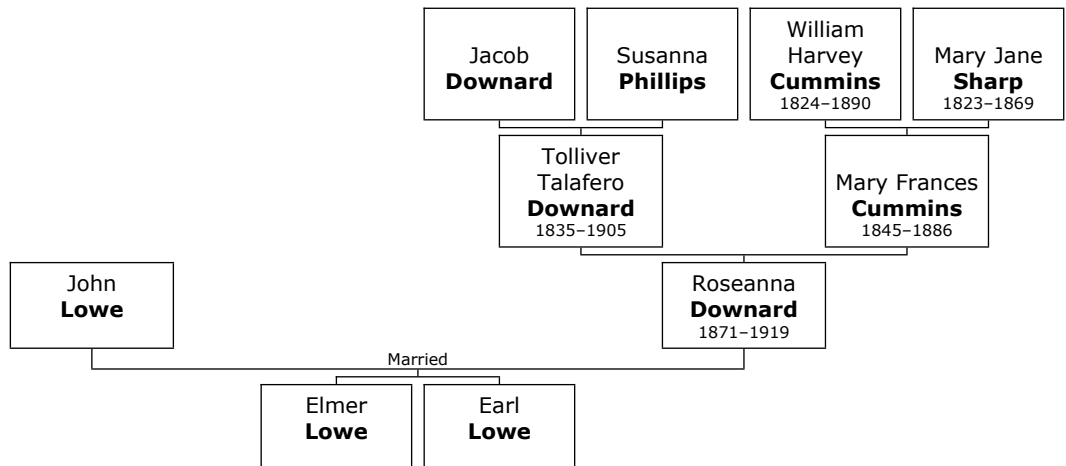 Jacob
Downard
Susanna
Phillips
William
Harvey
Cummins
1824–1890
Mary Jane
Sharp
1823–1869
Tolliver
Talafero
Downard
1835–1905
Mary Frances
Cummins
1845–1886
John
Lowe
Roseanna
Downard
1871–1919
Married
Elmer
Lowe
Earl
Lowe